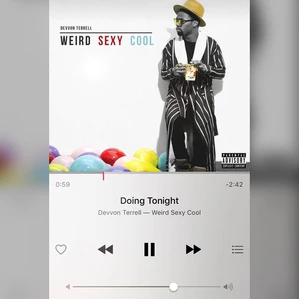 DEVVON TERRELL
WEIRD SEXY COOL
PARENTAL
ADVISORY
EXPLICIT CONTENT
0:59
-2:42
Doing Tonight
Devvon Terrell — Weird Sexy Cool